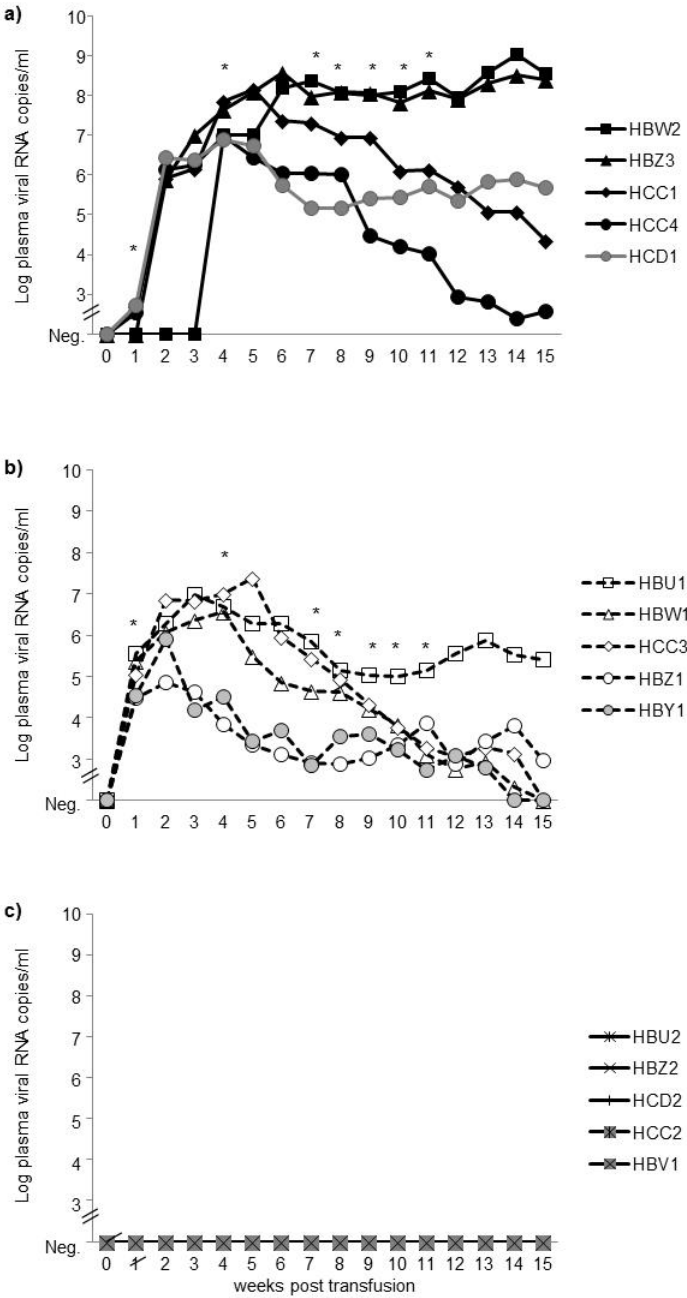 a)
Log plasma viral RNA copies/ml
10
9
8
7
6
5
4
3
Neg.
* * * * * * *
0 1 2 3 4 5 6 7 8 9 10 11 12 13 14 15
HBW2
HBZ3
HCC1
HCC4
HCD1
b)
Log plasma viral RNA copies/ml
10
9
8
7
6
5
4
3
Neg.
* * * * * * *
0 1 2 3 4 5 6 7 8 9 10 11 12 13 14 15
HBU1
HBW1
HCC3
HBZ1
HBY1
c)
Log plasma viral RNA copies/ml
10
9
8
7
6
5
4
3
Neg.
0 1 2 3 4 5 6 7 8 9 10 11 12 13 14 15
weeks post transfusion
HBU2
HBZ2
HCD2
HCC2
HBV1